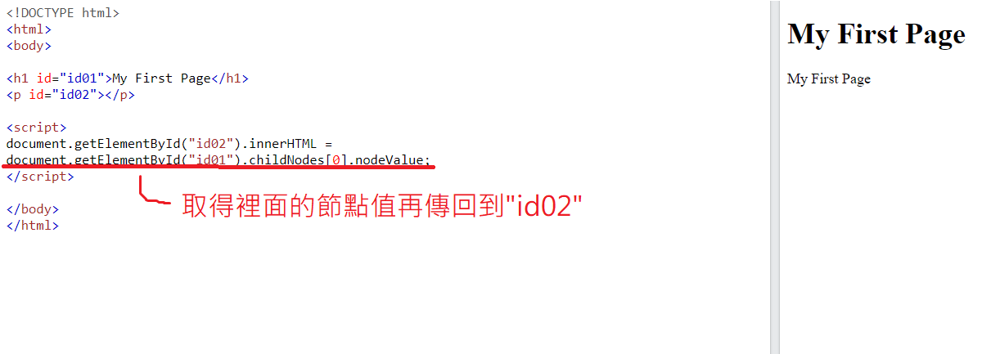 <!DOCTYPE html>
<html>
<body>
<h1 id="id01">My First Page</h1>
<p id="id02"></p>
<script>
document.getElementById("id02").innerHTML =
document.getElementById("id01").childNodes[0].nodeValue;
</script>
取得裡面的節點值再傳回到"id02"
</body>
</html>
My First Page
My First Page